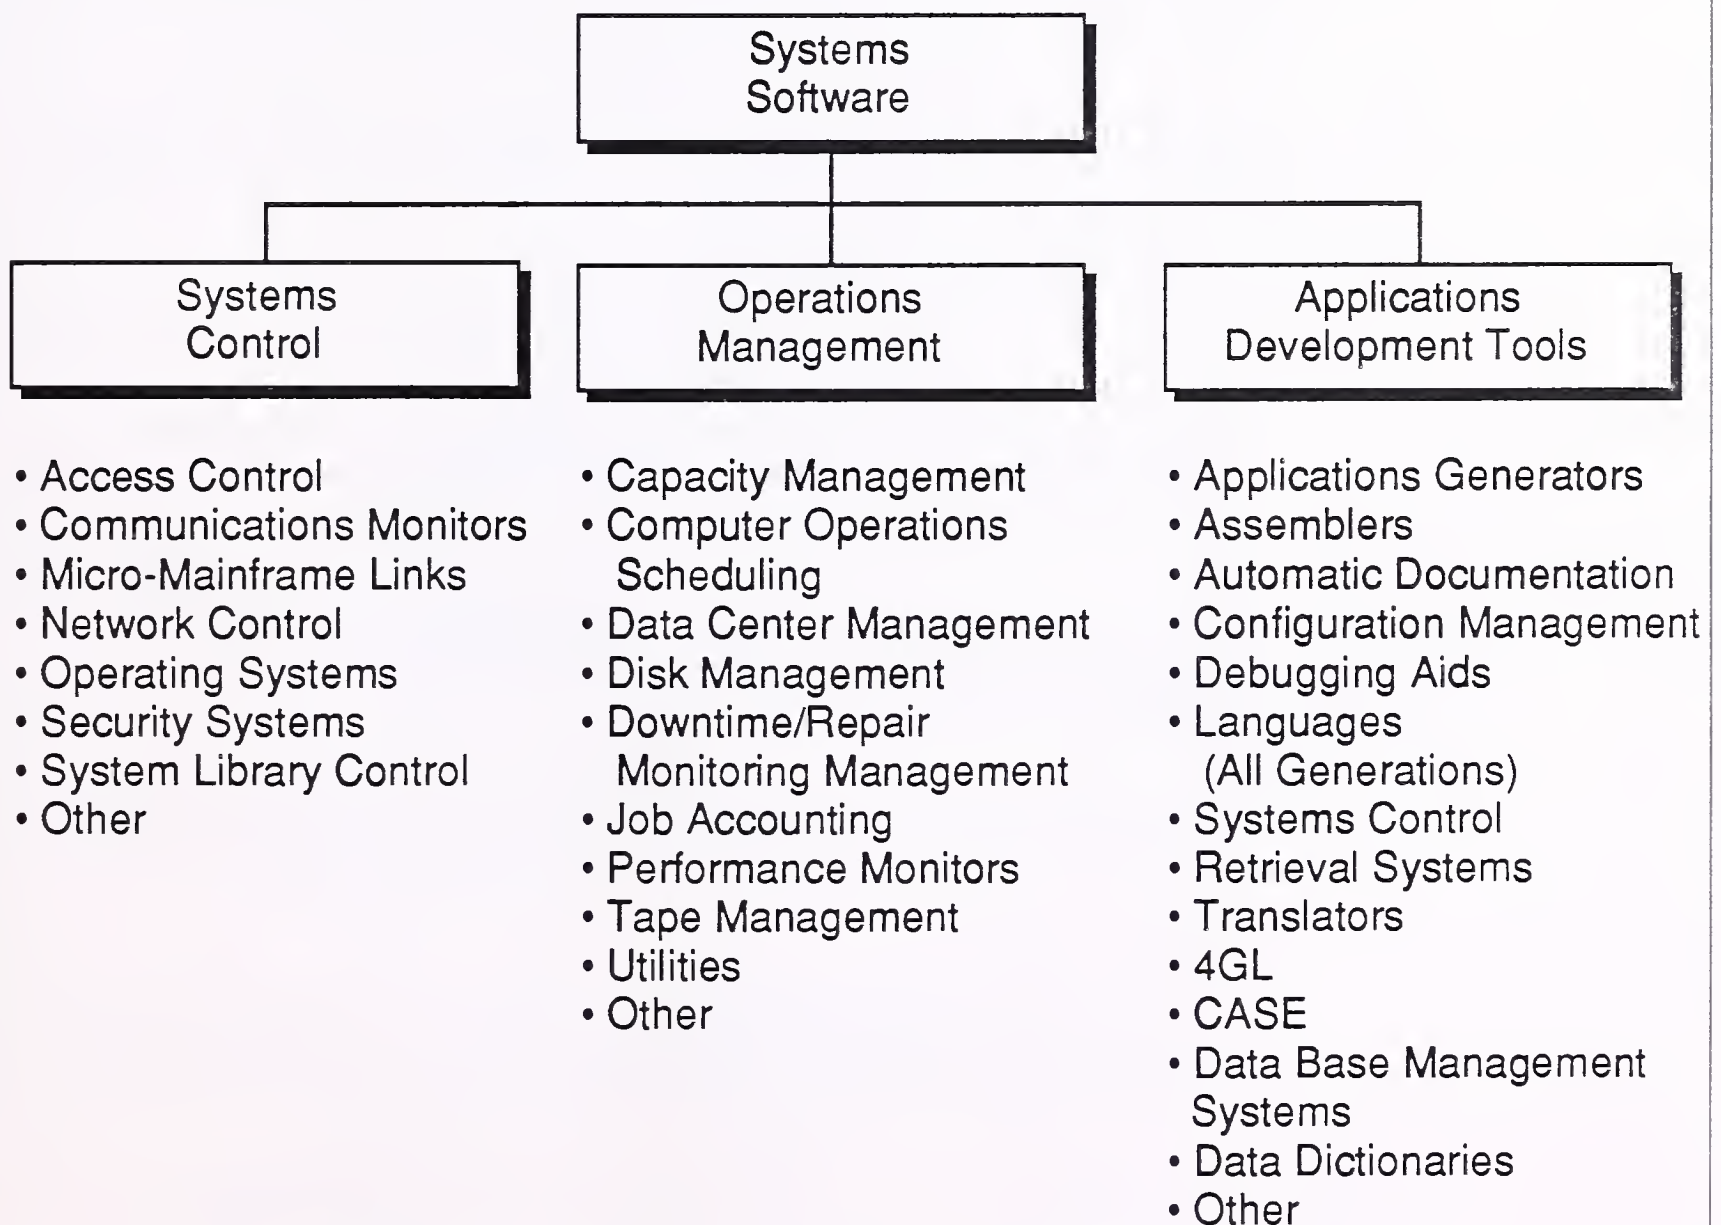 Systems
Software
Systems
Control
Operations
Management
Applications
Development Tools
• Access Control
• Communications Monitors
• Micro-Mainframe Links
• Network Control
• Operating Systems
• Security Systems
• System Library Control
• Other
• Capacity Management
• Computer Operations
Scheduling
• Data Center Management
• Disk Management
• Downtime/Repair
Monitoring Management
• Job Accounting
• Performance Monitors
• Tape Management
• Utilities
• Other
• Applications Generators
• Assemblers
• Automatic Documentation
• Configuration Management
• Debugging Aids
• Languages
(All Generations)
• Systems Control
• Retrieval Systems
• Translators
• 4GL
• CASE
• Data Base Management
Systems
• Data Dictionaries
• Other